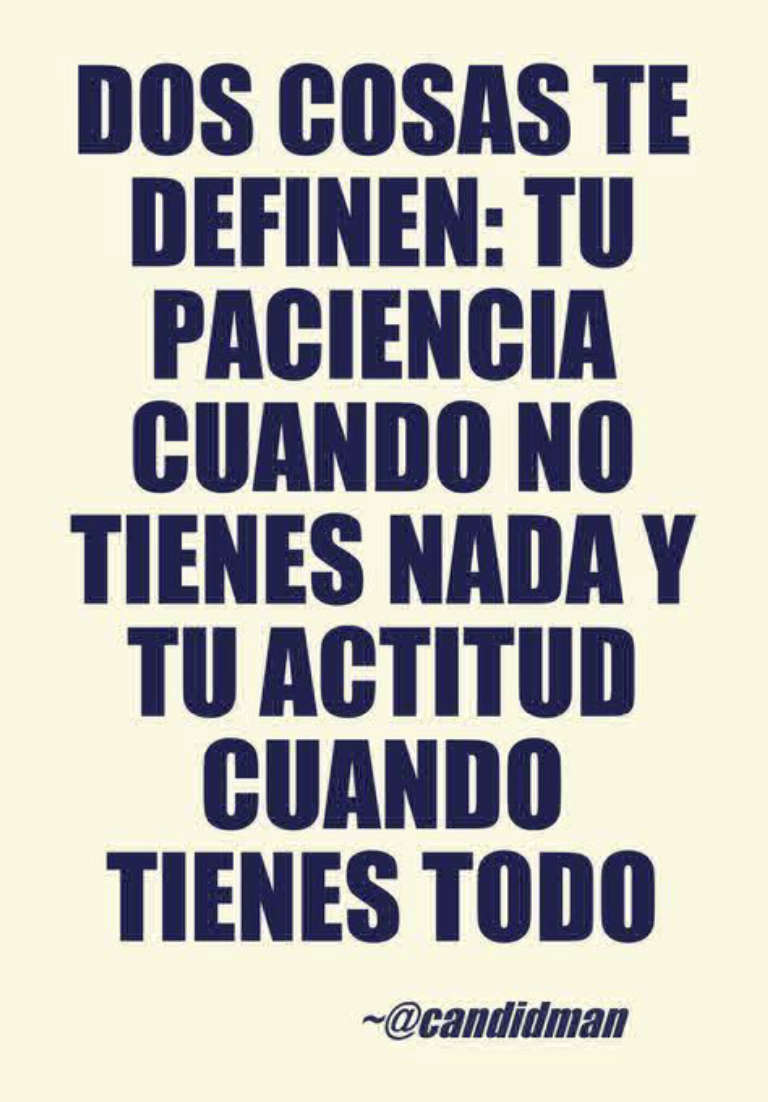 DOS COSAS TE
DEFINEN: TU
PACIENCIA
CUANDO NO
TIENES NADA Y
TU ACTITUD
CUANDO
TIENES TODO
~@candidman